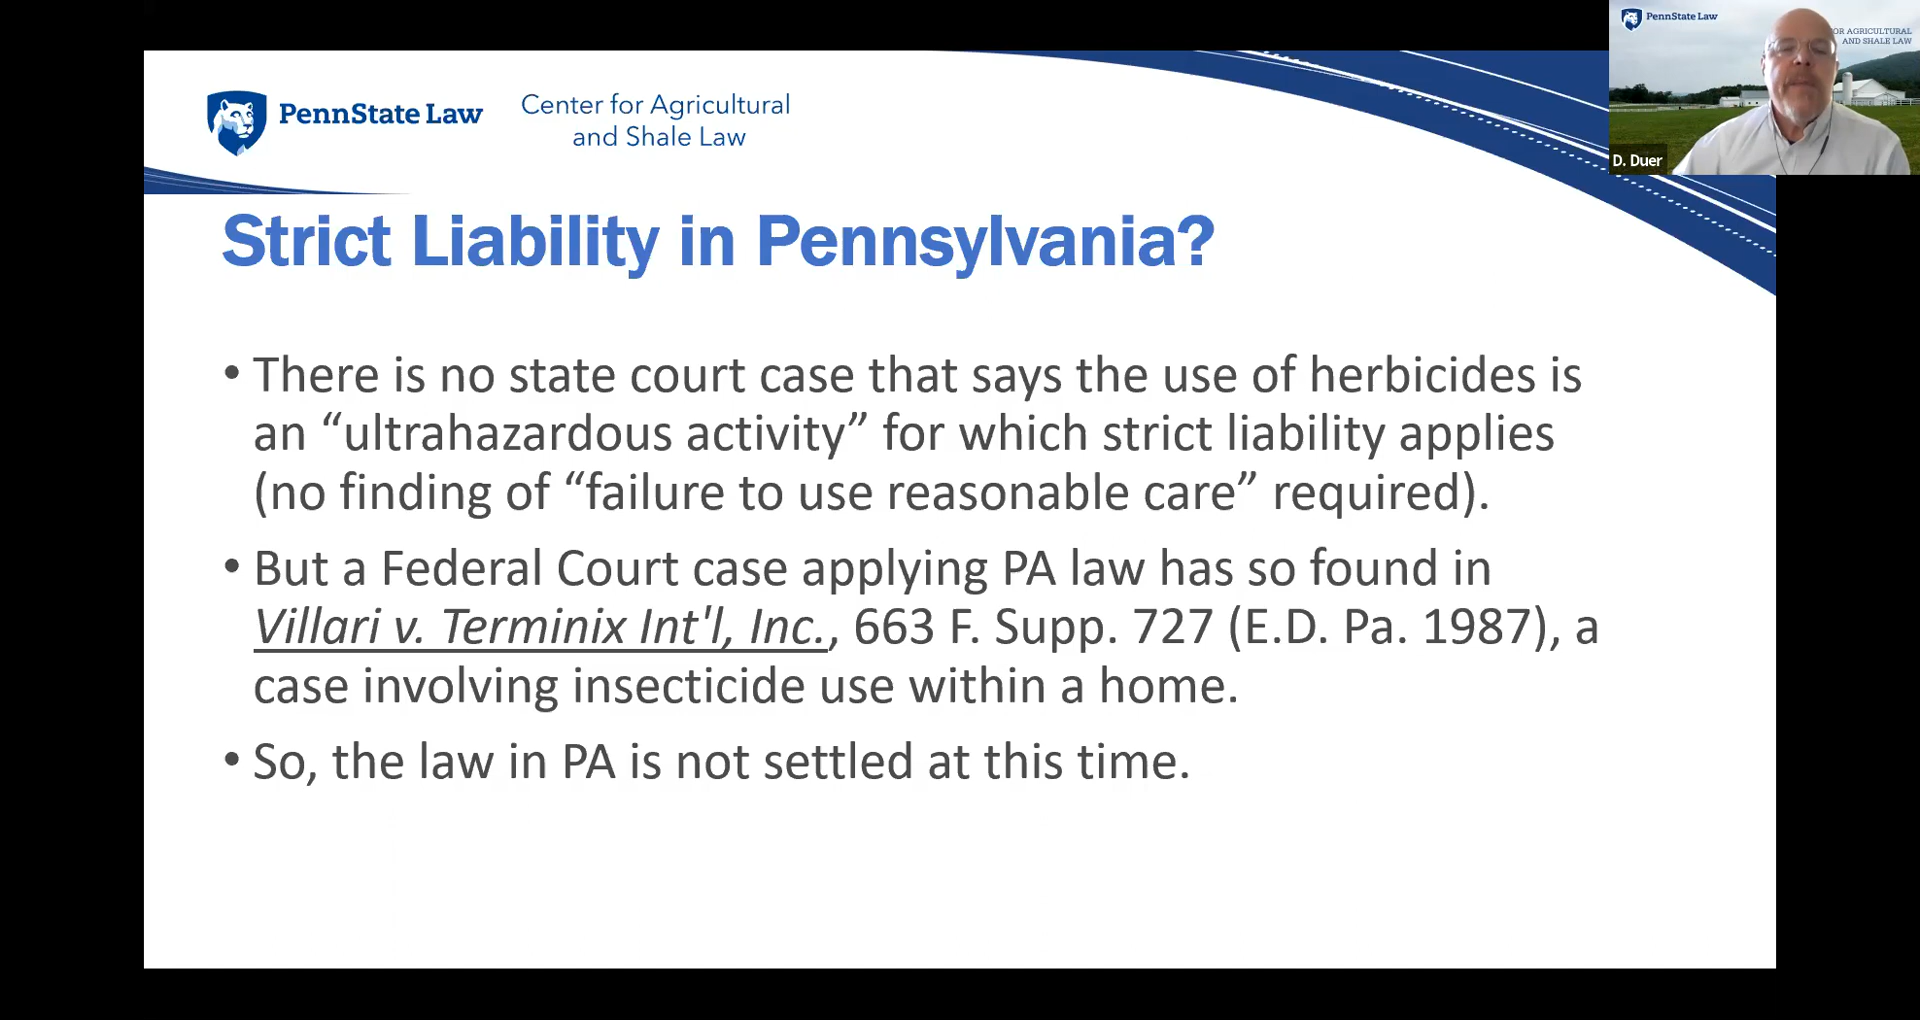 PennState Law
Center for Agricultural
and Shale Law
PennState Law
OR AGRICULTURAL
AND SHALE LAW
D. Duer
Strict Liability in Pennsylvania?
• There is no state court case that says the use of herbicides is
an “ultrahazardous activity” for which strict liability applies
(no finding of “failure to use reasonable care” required).
• But a Federal Court case applying PA law has so found in
Villari v. Terminix Int'l, Inc., 663 F. Supp. 727 (E.D. Pa. 1987), a
case involving insecticide use within a home.
• So, the law in PA is not settled at this time.